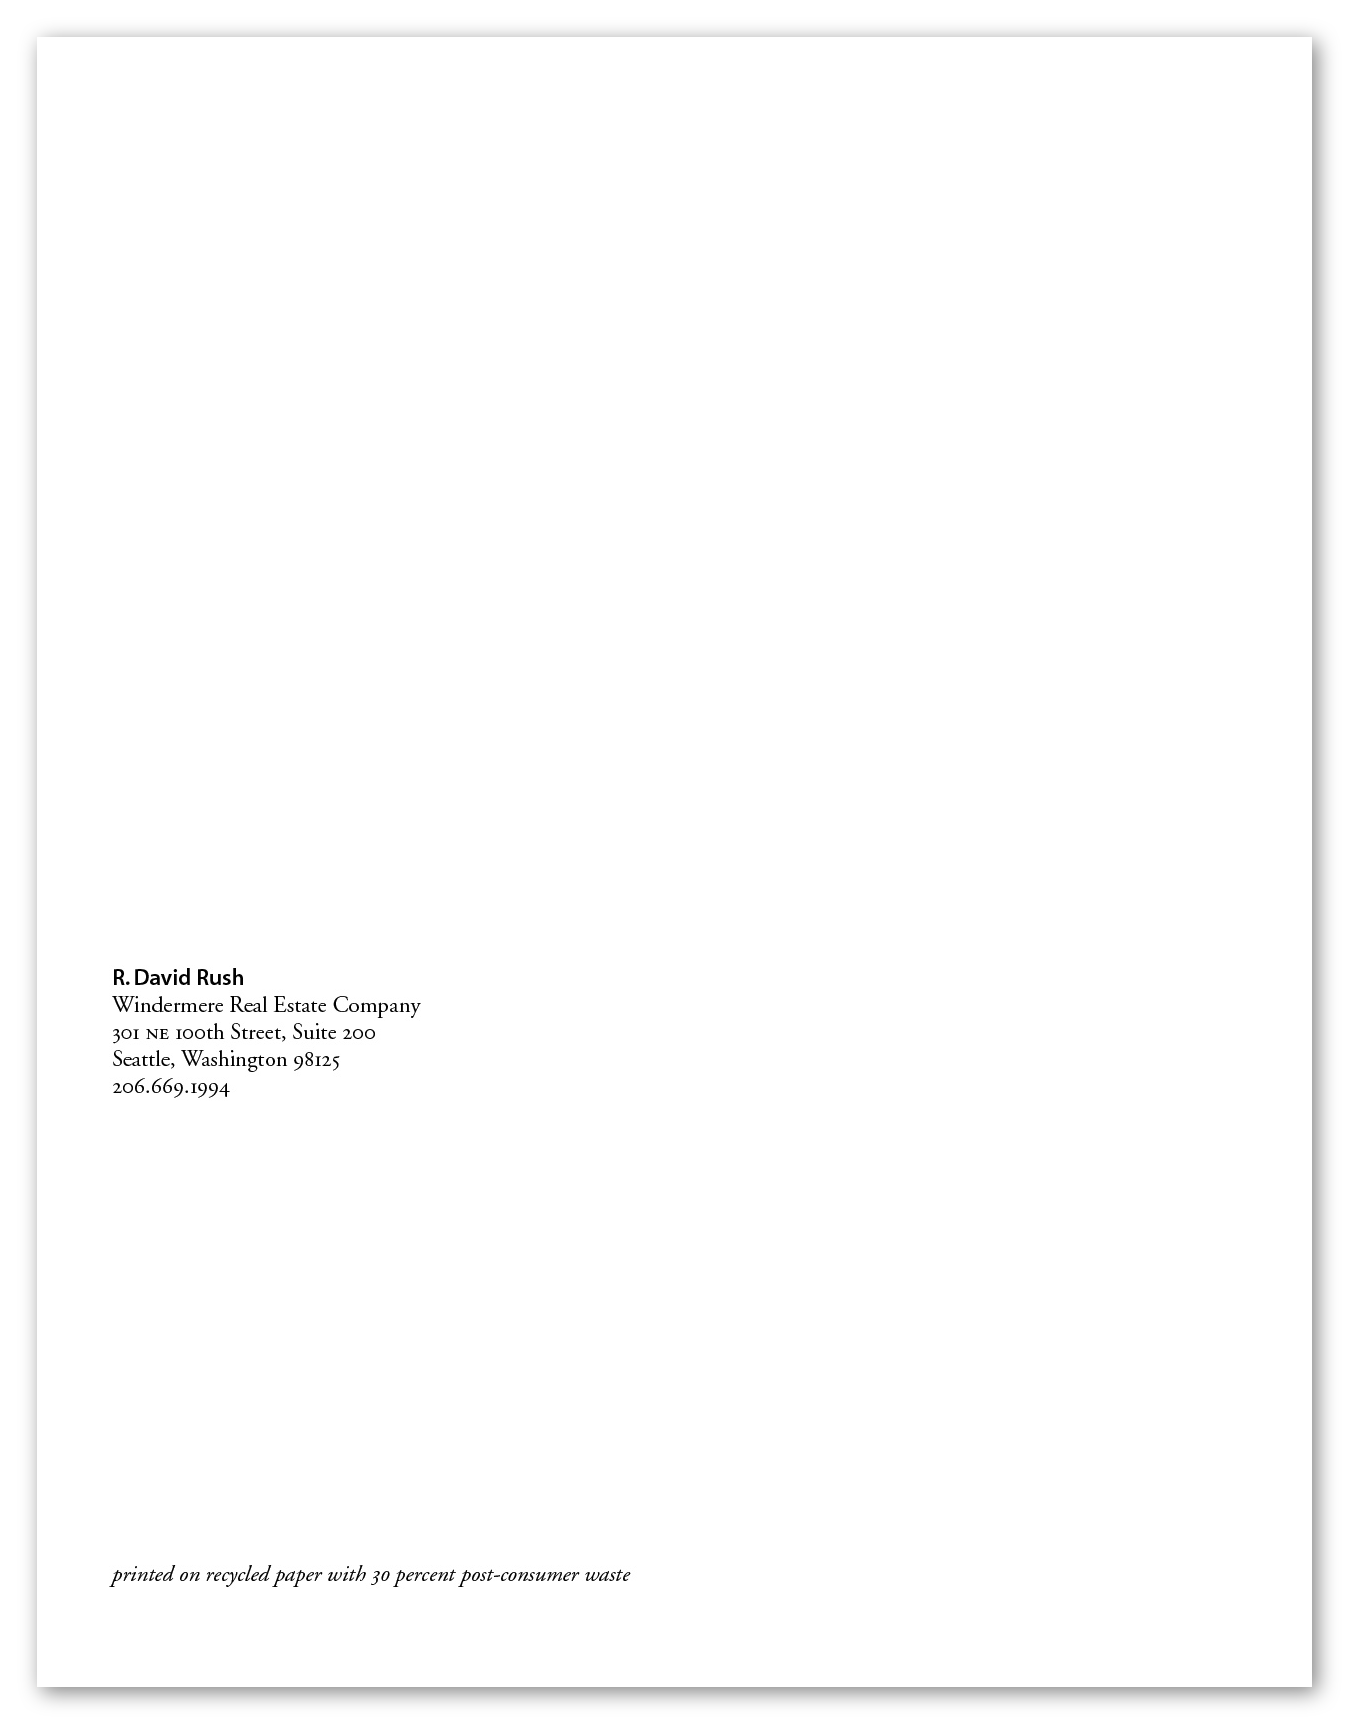 R. David Rush
Windermere Real Estate Company
301 NE 100th Street, Suite 200
Seattle, Washington 98125
206.669.1994
printed on recycled paper with 30 percent post-consumer waste